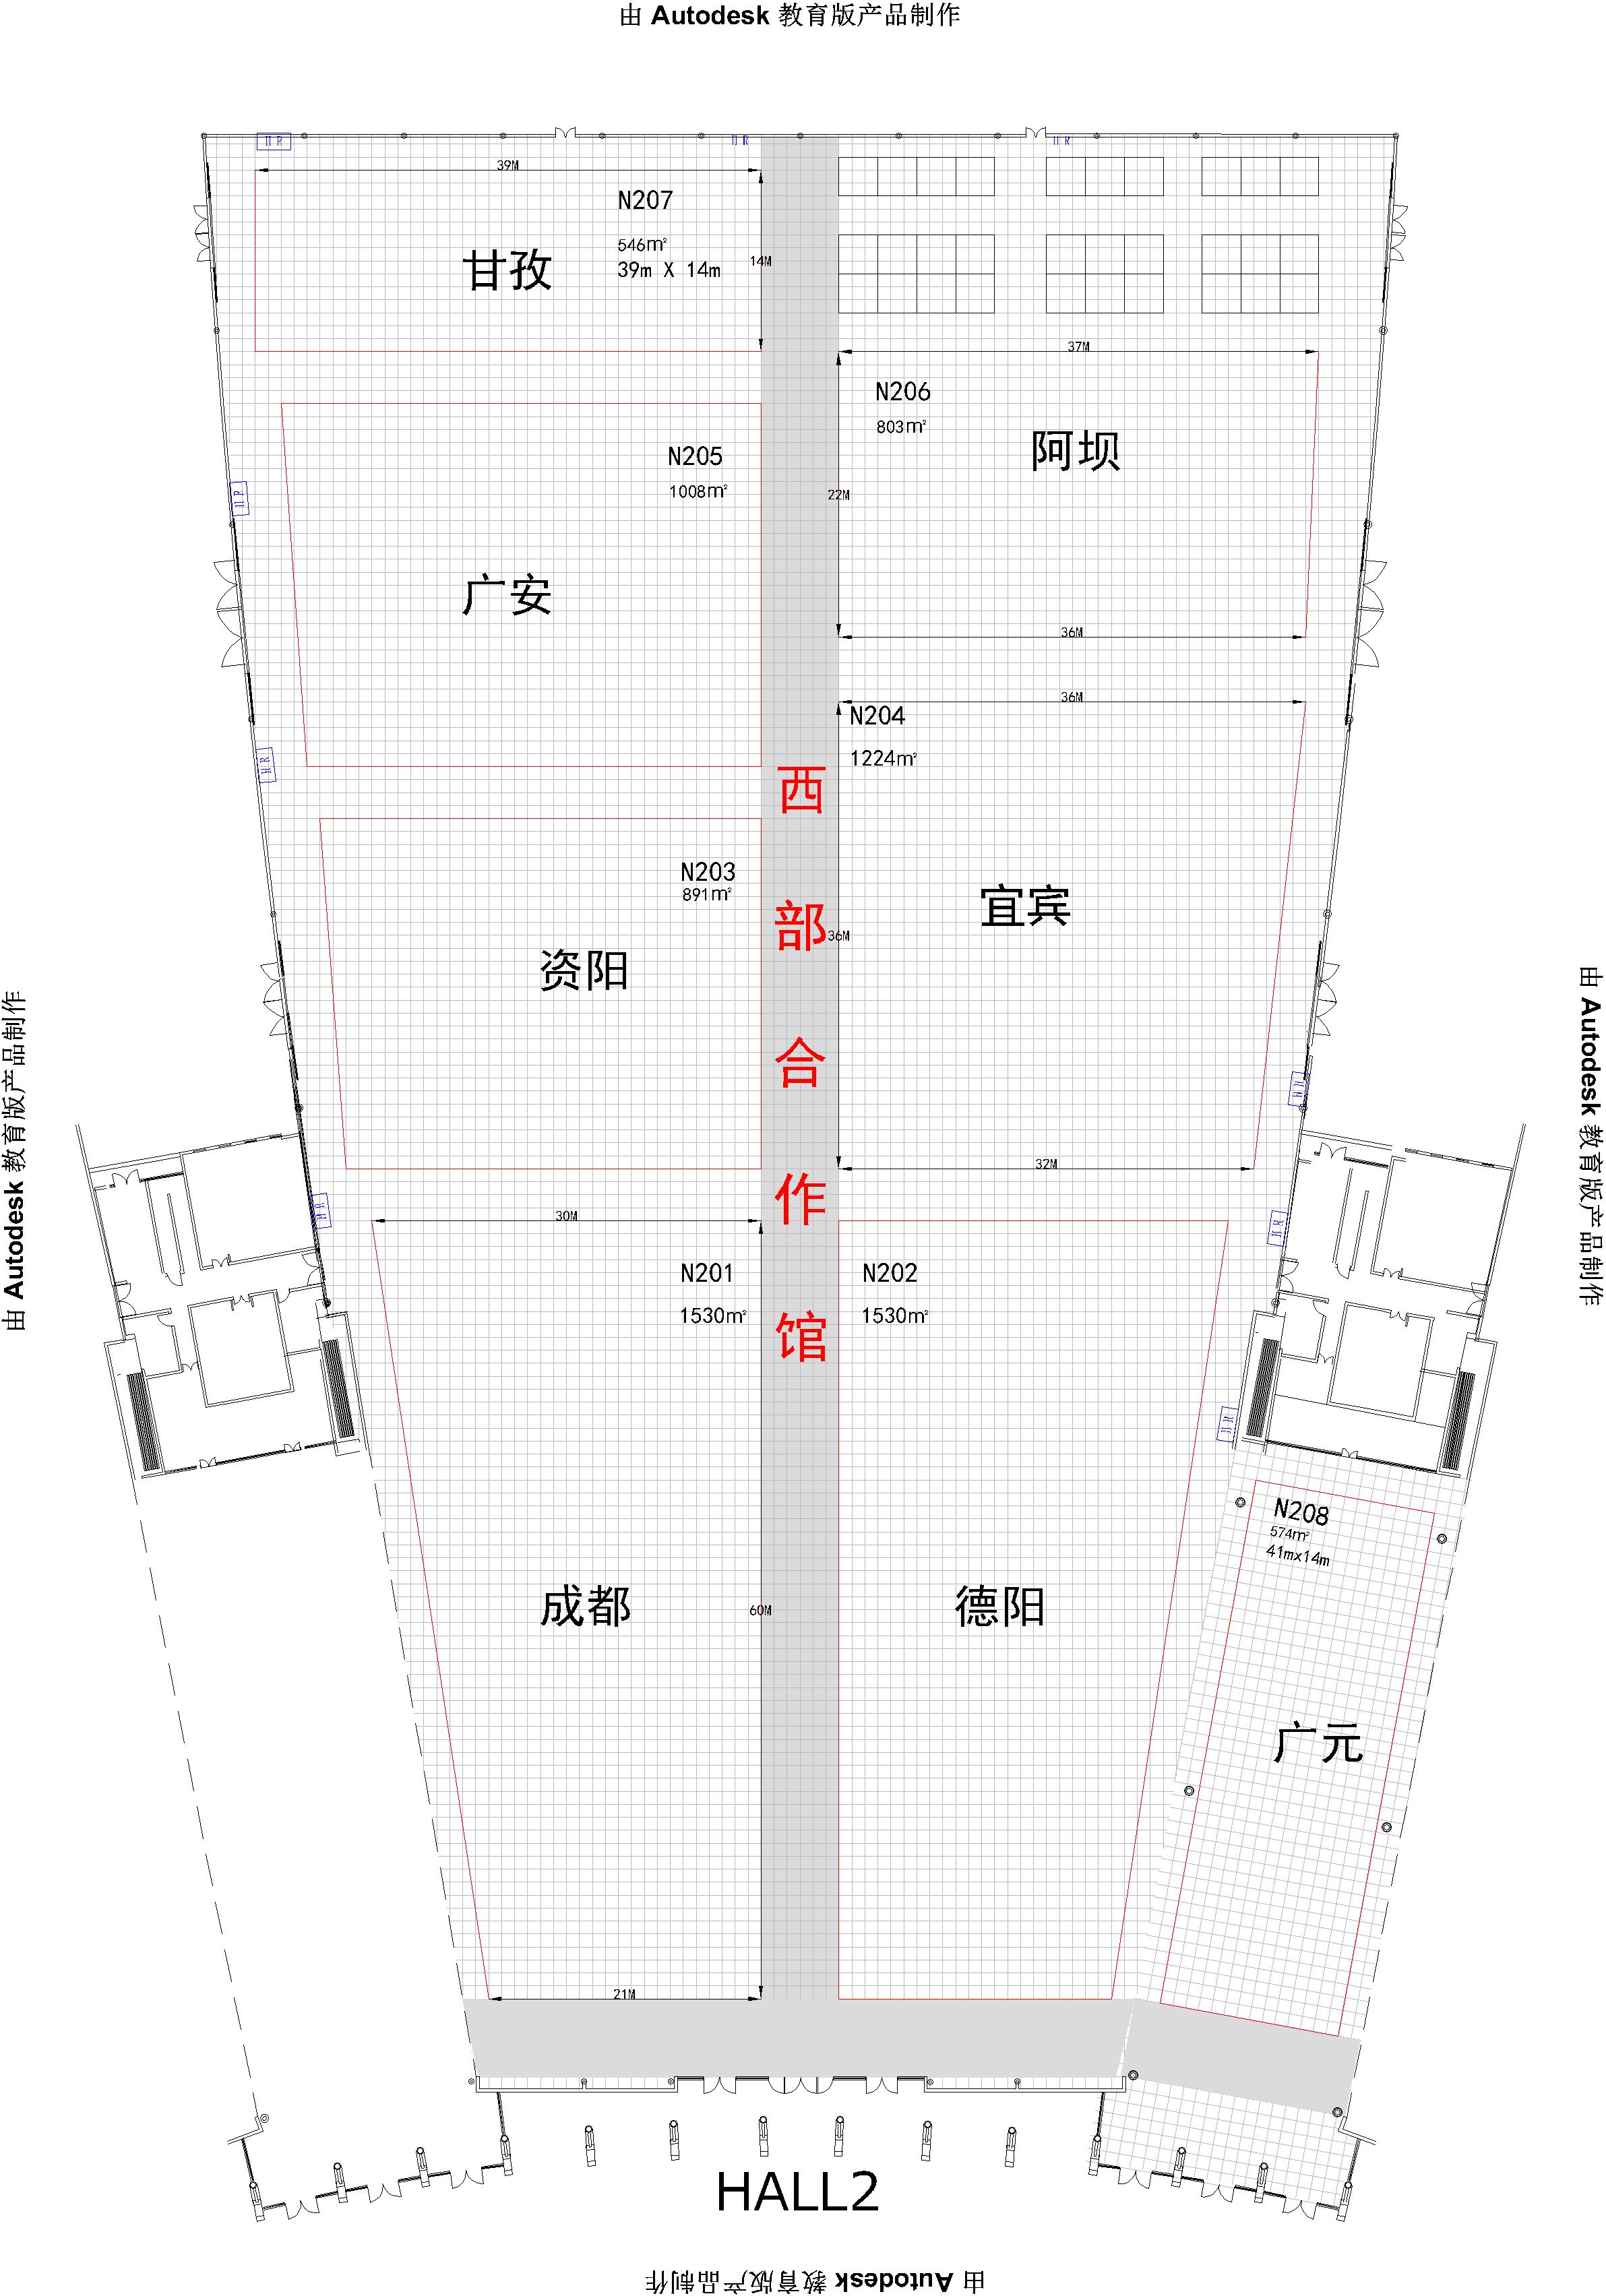 由 Autodesk 教育版产品制作
H R
H R
H R
39M
N207
546㎡
39m X 14m
甘孜
14M
37M
N206
803㎡
阿坝
22M
36M
N205
1008㎡
广安
H R
36M
N204
1224㎡
宜宾
36M
32M
H R
N203
891㎡
资阳
西
部
合
作
馆
H R
H R
H R
H R
30M
N201
1530㎡
成都
60M
21M
N202
1530㎡
德阳
N208
574㎡
41mx14m
广元
HALL2
由 Autodesk 教育版产品制作
由 Autodesk 教育版产品制作
由 Autodesk 教育版产品制作